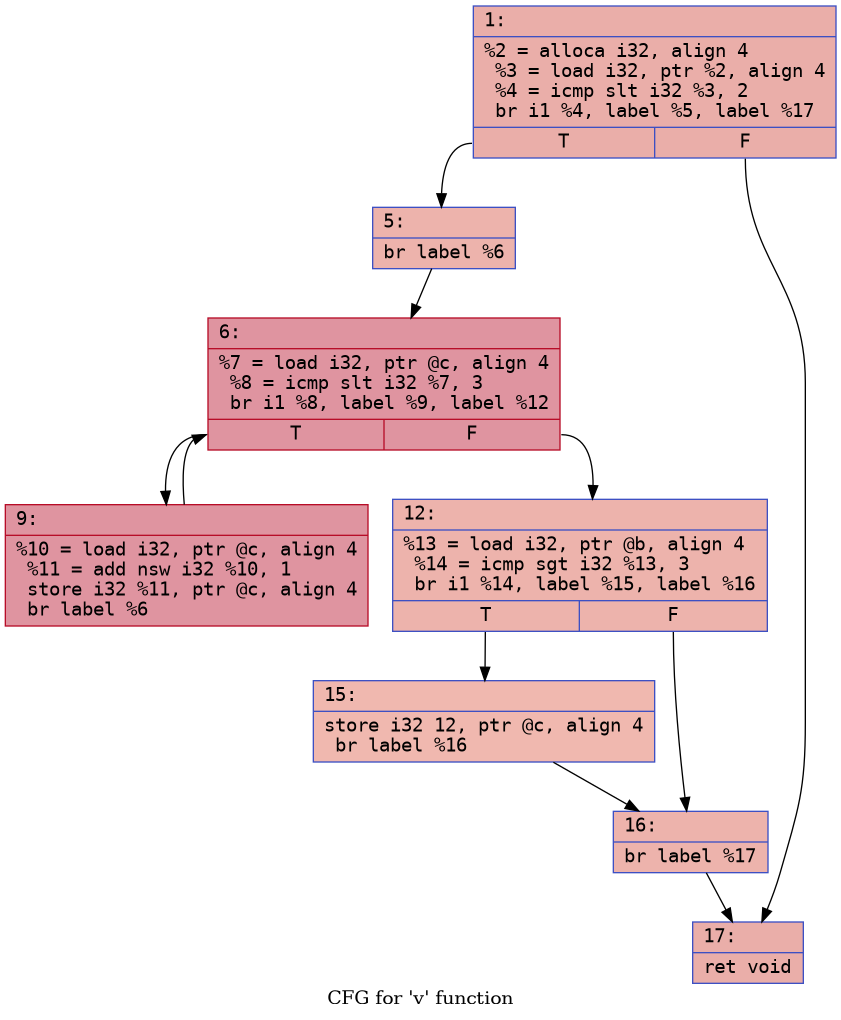 1:
%2 = alloca i32, align 4
%3 = load i32, ptr %2, align 4
%4 = icmp slt i32 %3, 2
br i1 %4, label %5, label %17
T F
5:
br label %6
6:
%7 = load i32, ptr @c, align 4
%8 = icmp slt i32 %7, 3
br i1 %8, label %9, label %12
T F
9:
%10 = load i32, ptr @c, align 4
%11 = add nsw i32 %10, 1
store i32 %11, ptr @c, align 4
br label %6
12:
%13 = load i32, ptr @b, align 4
%14 = icmp sgt i32 %13, 3
br i1 %14, label %15, label %16
T F
15:
store i32 12, ptr @c, align 4
br label %16
16:
br label %17
17:
ret void
CFG for 'v' function